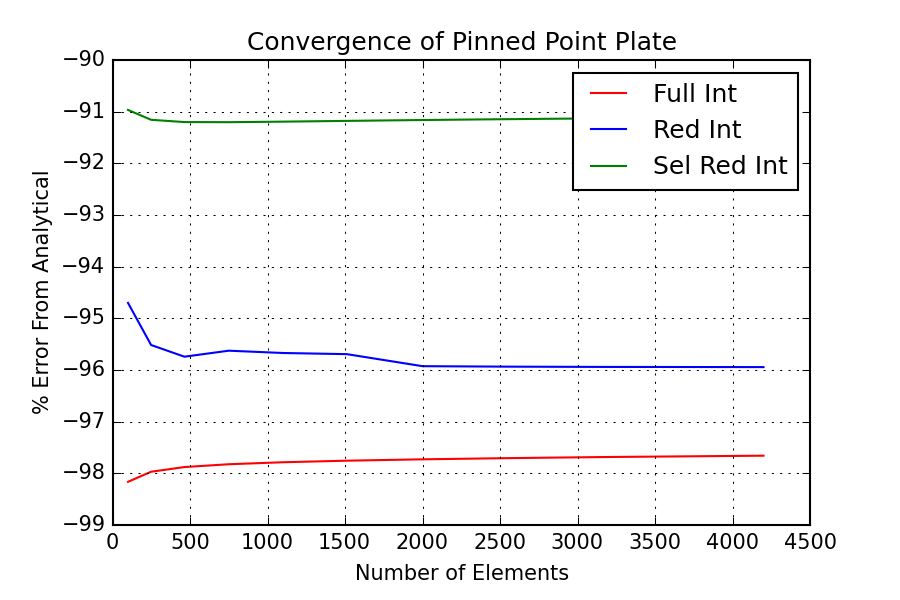 Convergence of Pinned Point Plate
% Error From Analytical
−90
−91
−92
−93
−94
−95
−96
−97
−98
−99
Full Int
Red Int
Sel Red Int
0 500 1000 1500 2000 2500 3000 3500 4000 4500
Number of Elements